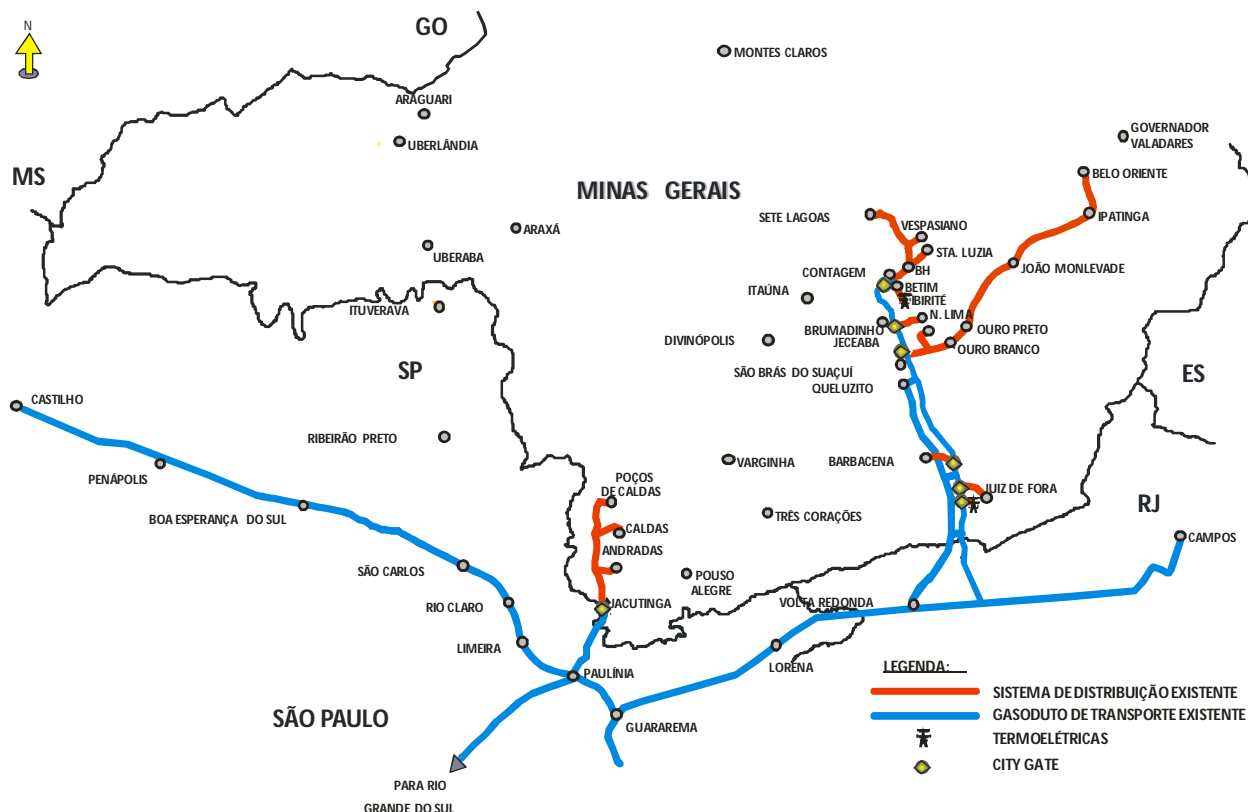 N
GO
MONTES CLAROS
ARAGUARI
UBERLÂNDIA
GOVERNADOR
VALADARES
MS
BELO ORIENTE
MINAS GERAIS
SETE LAGOAS
IPATINGA
VESPASIANO
ARAXÁ
STA. LUZIA
UBERABA
JOÃO MONLEVADE
CONTAGEM
BH
BETIM
ITAÚNA
IBIRITÉ
ITUVERAVA
N. LIMA
BRUMADINHO
OURO PRETO
JECEABA
DIVINÓPOLIS
OURO BRANCO
SP
SÃO BRÁS DO SUAÇUÍ
ES
QUELUZITO
CASTILHO
RIBEIRÃO PRETO
VARGINHA
BARBACENA
PENÁPOLIS
POÇOS
DE CALDAS
JUIZ DE FORA
RJ
BOA ESPERANÇA DO SUL
TRÊS CORAÇÕES
CALDAS
CAMPOS
ANDRADAS
SÃO CARLOS
POUSO
ALEGRE
JACUTINGA
VOLTA REDONDA
RIO CLARO
LIMEIRA
LORENA
LEGENDA:
PAULÍNIA
SISTEMA DE DISTRIBUIÇÃO EXISTENTE
SÃO PAULO
GASODUTO DE TRANSPORTE EXISTENTE
GUARAREMA
TERMOELÉTRICAS
CITY GATE
PARA RIO
GRANDE DO SUL